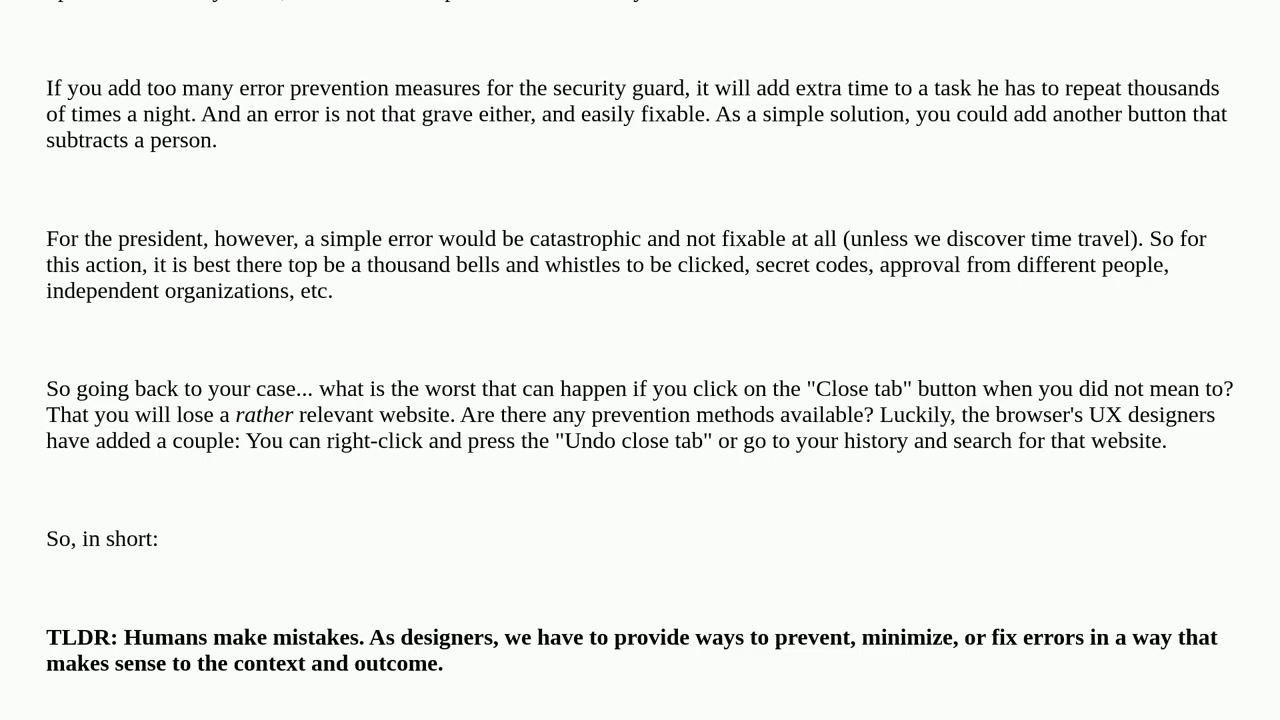 If you add too many error prevention measures for the security guard, it will add extra time to a task he has to repeat thousands
of times a night. And an error is not that grave either, and easily fixable. As a simple solution, you could add another button that
subtracts a person.
For the president, however, a simple error would be catastrophic and not fixable at all (unless we discover time travel). So for
this action, it is best there top be a thousand bells and whistles to be clicked, secret codes, approval from different people,
independent organizations, etc.
So going back to your case... what is the worst that can happen if you click on the "Close tab" button when you did not mean to?
That you will lose a rather relevant website. Are there any prevention methods available? Luckily, the browser's UX designers
have added a couple: You can right-click and press the "Undo close tab" or go to your history and search for that website.
So, in short:
TLDR: Humans make mistakes. As designers, we have to provide ways to prevent, minimize, or fix errors in a way that
makes sense to the context and outcome.